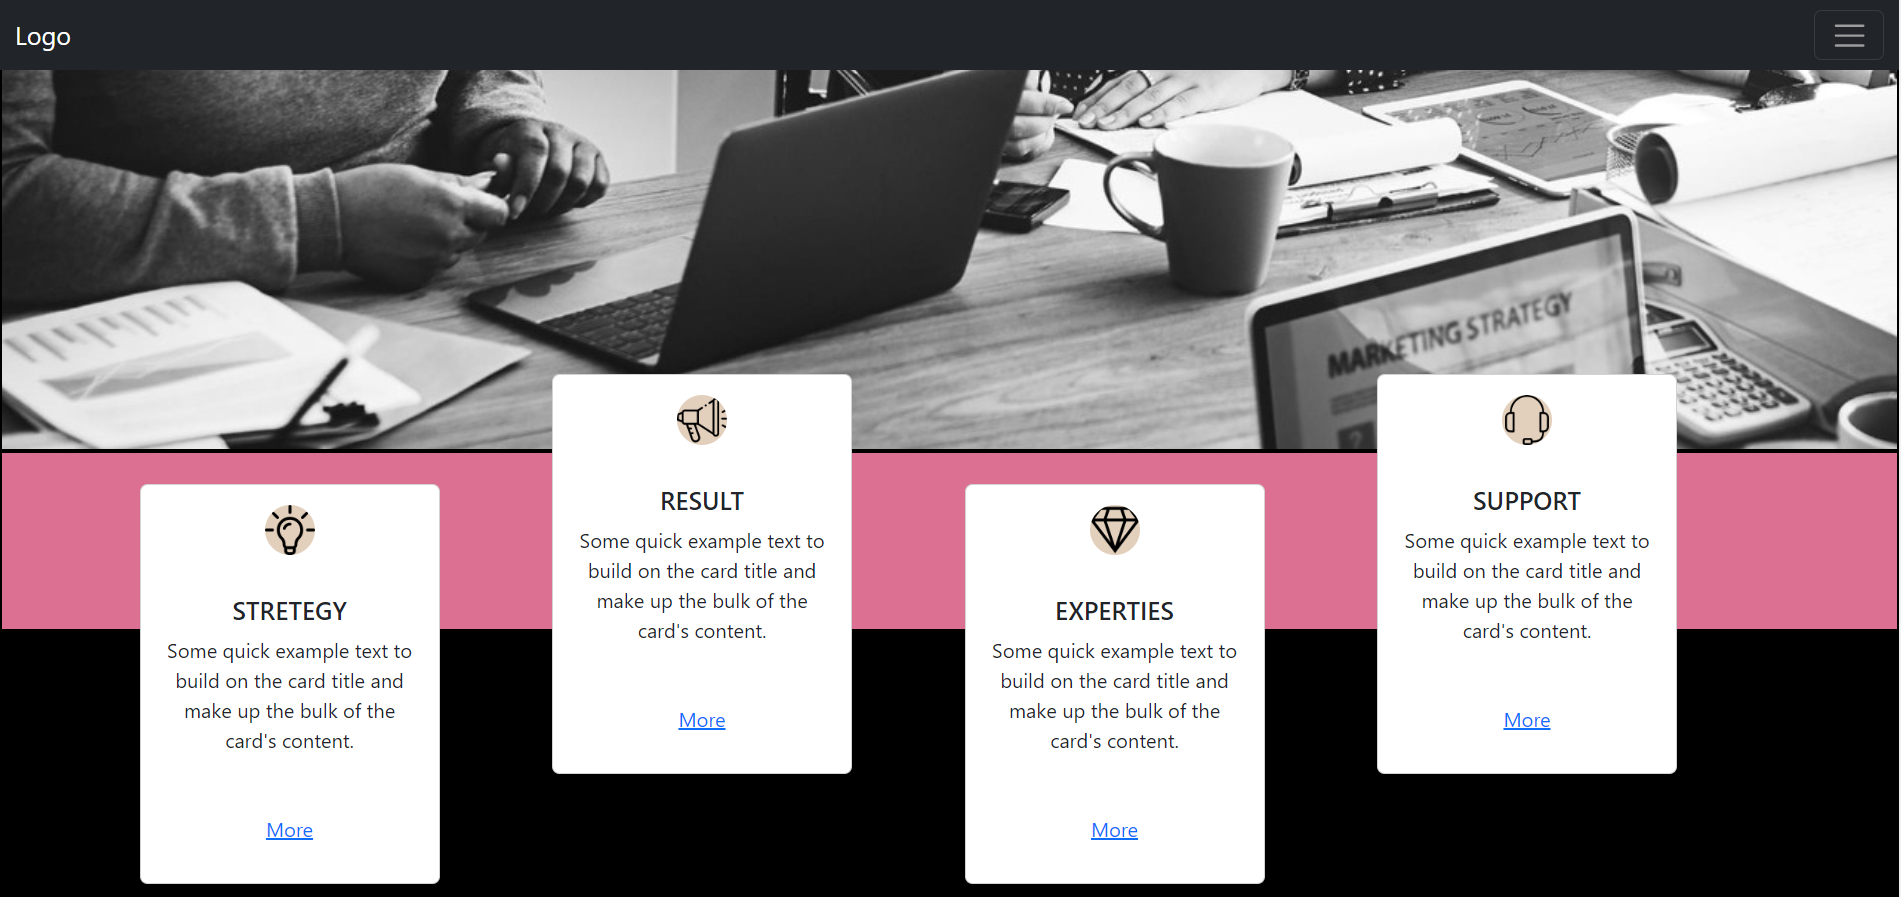 Logo
MARKETING STRATEGY
RESULT
Some quick example text to
build on the card title and
make up the bulk of the
card's content.
More
SUPPORT
Some quick example text to
build on the card title and
make up the bulk of the
card's content.
More
STRETEGY
Some quick example text to
build on the card title and
make up the bulk of the
card's content.
More
EXPERTIES
Some quick example text to
build on the card title and
make up the bulk of the
card's content.
More